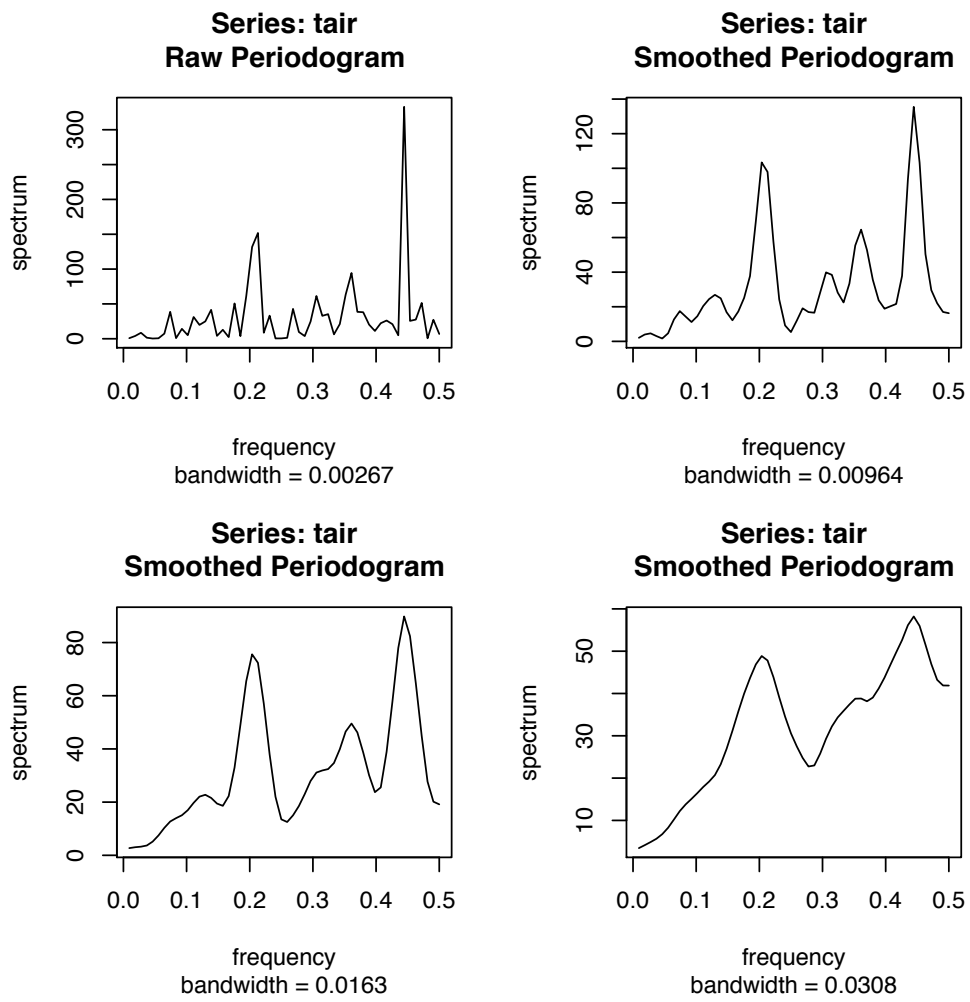 Series: tair
Raw Periodogram
spectrum
300
200
100
0
0.0 0.1 0.2 0.3 0.4 0.5
frequency
bandwidth = 0.00267
Series: tair
Smoothed Periodogram
spectrum
120
80
40
0
0.0 0.1 0.2 0.3 0.4 0.5
frequency
bandwidth = 0.00964
Series: tair
Smoothed Periodogram
spectrum
80
60
40
20
0
0.0 0.1 0.2 0.3 0.4 0.5
frequency
bandwidth = 0.0163
Series: tair
Smoothed Periodogram
spectrum
50
30
10
0.0 0.1 0.2 0.3 0.4 0.5
frequency
bandwidth = 0.0308